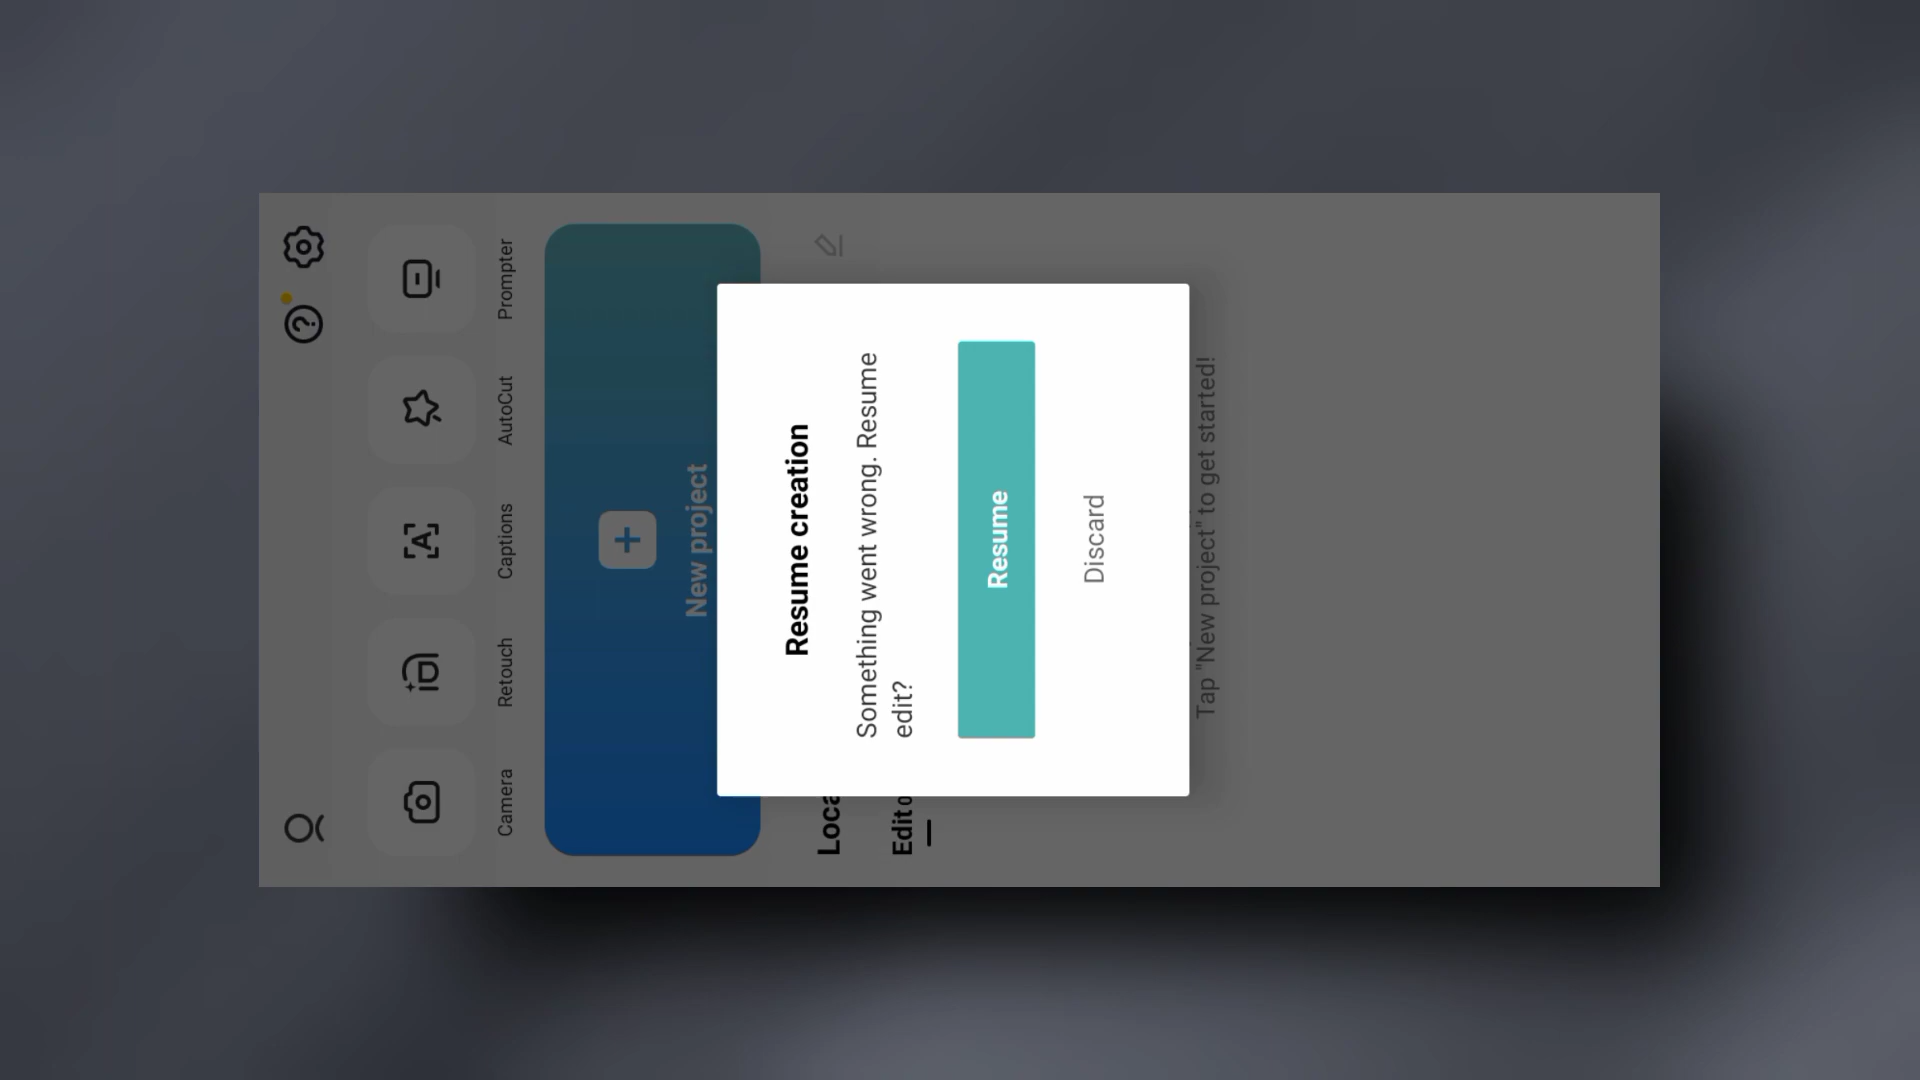 Camera
Retouch
Captions
AutoCut
Prompter
New project
Resume creation
Something went wrong. Resume
edit?
Resume
Discard
Tap "New project" to get started!